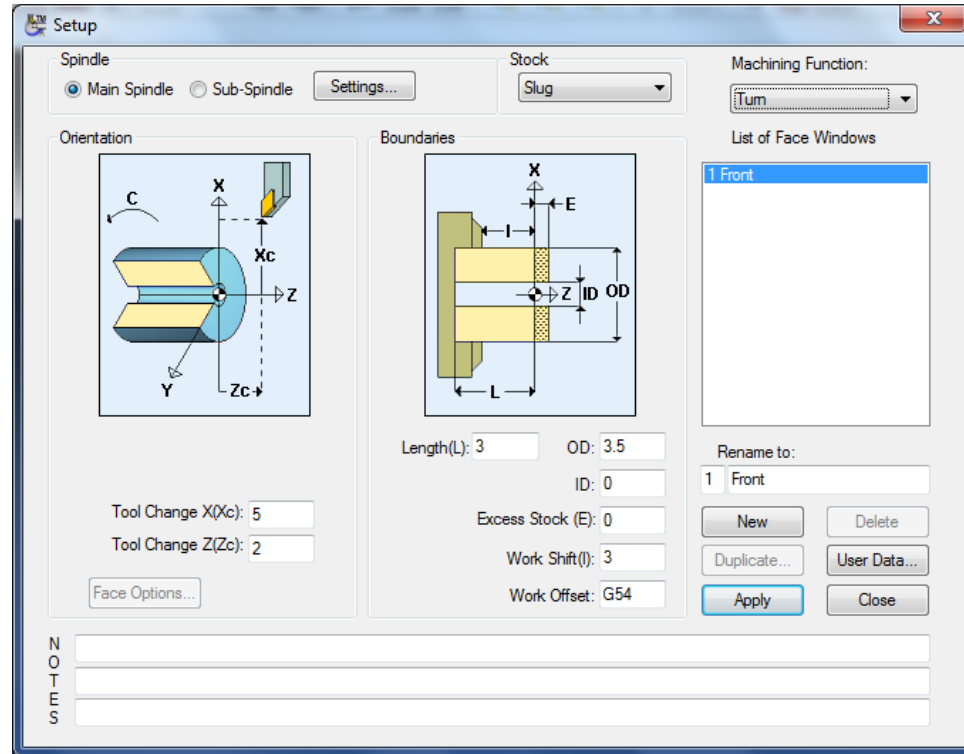 Setup
Spindle
Main Spindle Sub-Spindle Settings...
Stock
Slug
Machining Function:
Turn
Orientation
C X Xc Z Y Zc
Boundaries
X E I Z ID OD L
List of Face Windows
1 Front
Length(L): 3 OD: 3.5
ID: 0
Excess Stock (E): 0
Work Shift(I): 3
Work Offset: G54
Tool Change X(Xc): 5
Tool Change Z(Zc): 2
Face Options...
Rename to:
1 Front
New Delete
Duplicate... User Data...
Apply Close
NOTES